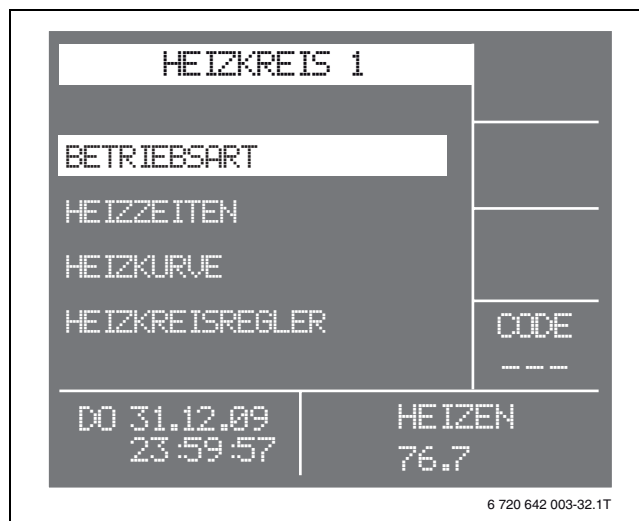 HEIZKREIS 1
BETRIEBSART
HEIZZEITEN
HEIZKURVE
HEIZKREISREGLER
CODE
---
DO 31.12.09
23:59:57
HEIZEN
76.7
6 720 642 003-32.1T